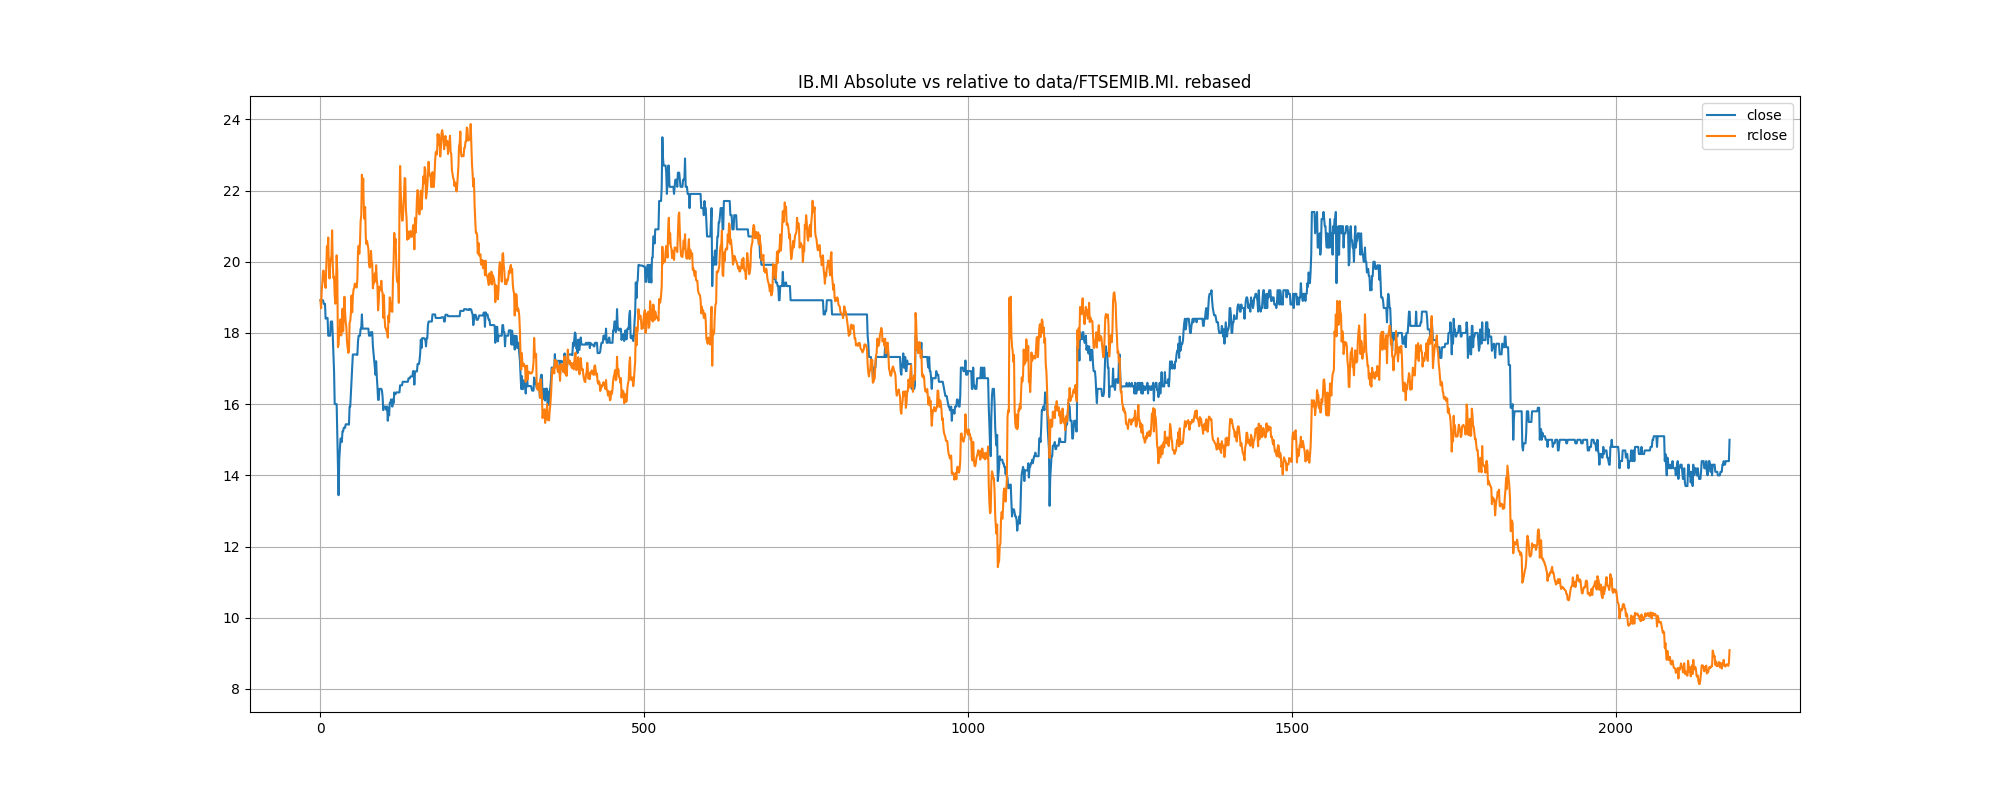 IB.MI Absolute vs relative to data/FTSEMIB.MI. rebased
close
rclose
24
22
20
18
16
14
12
10
8
0 500 1000 1500 2000